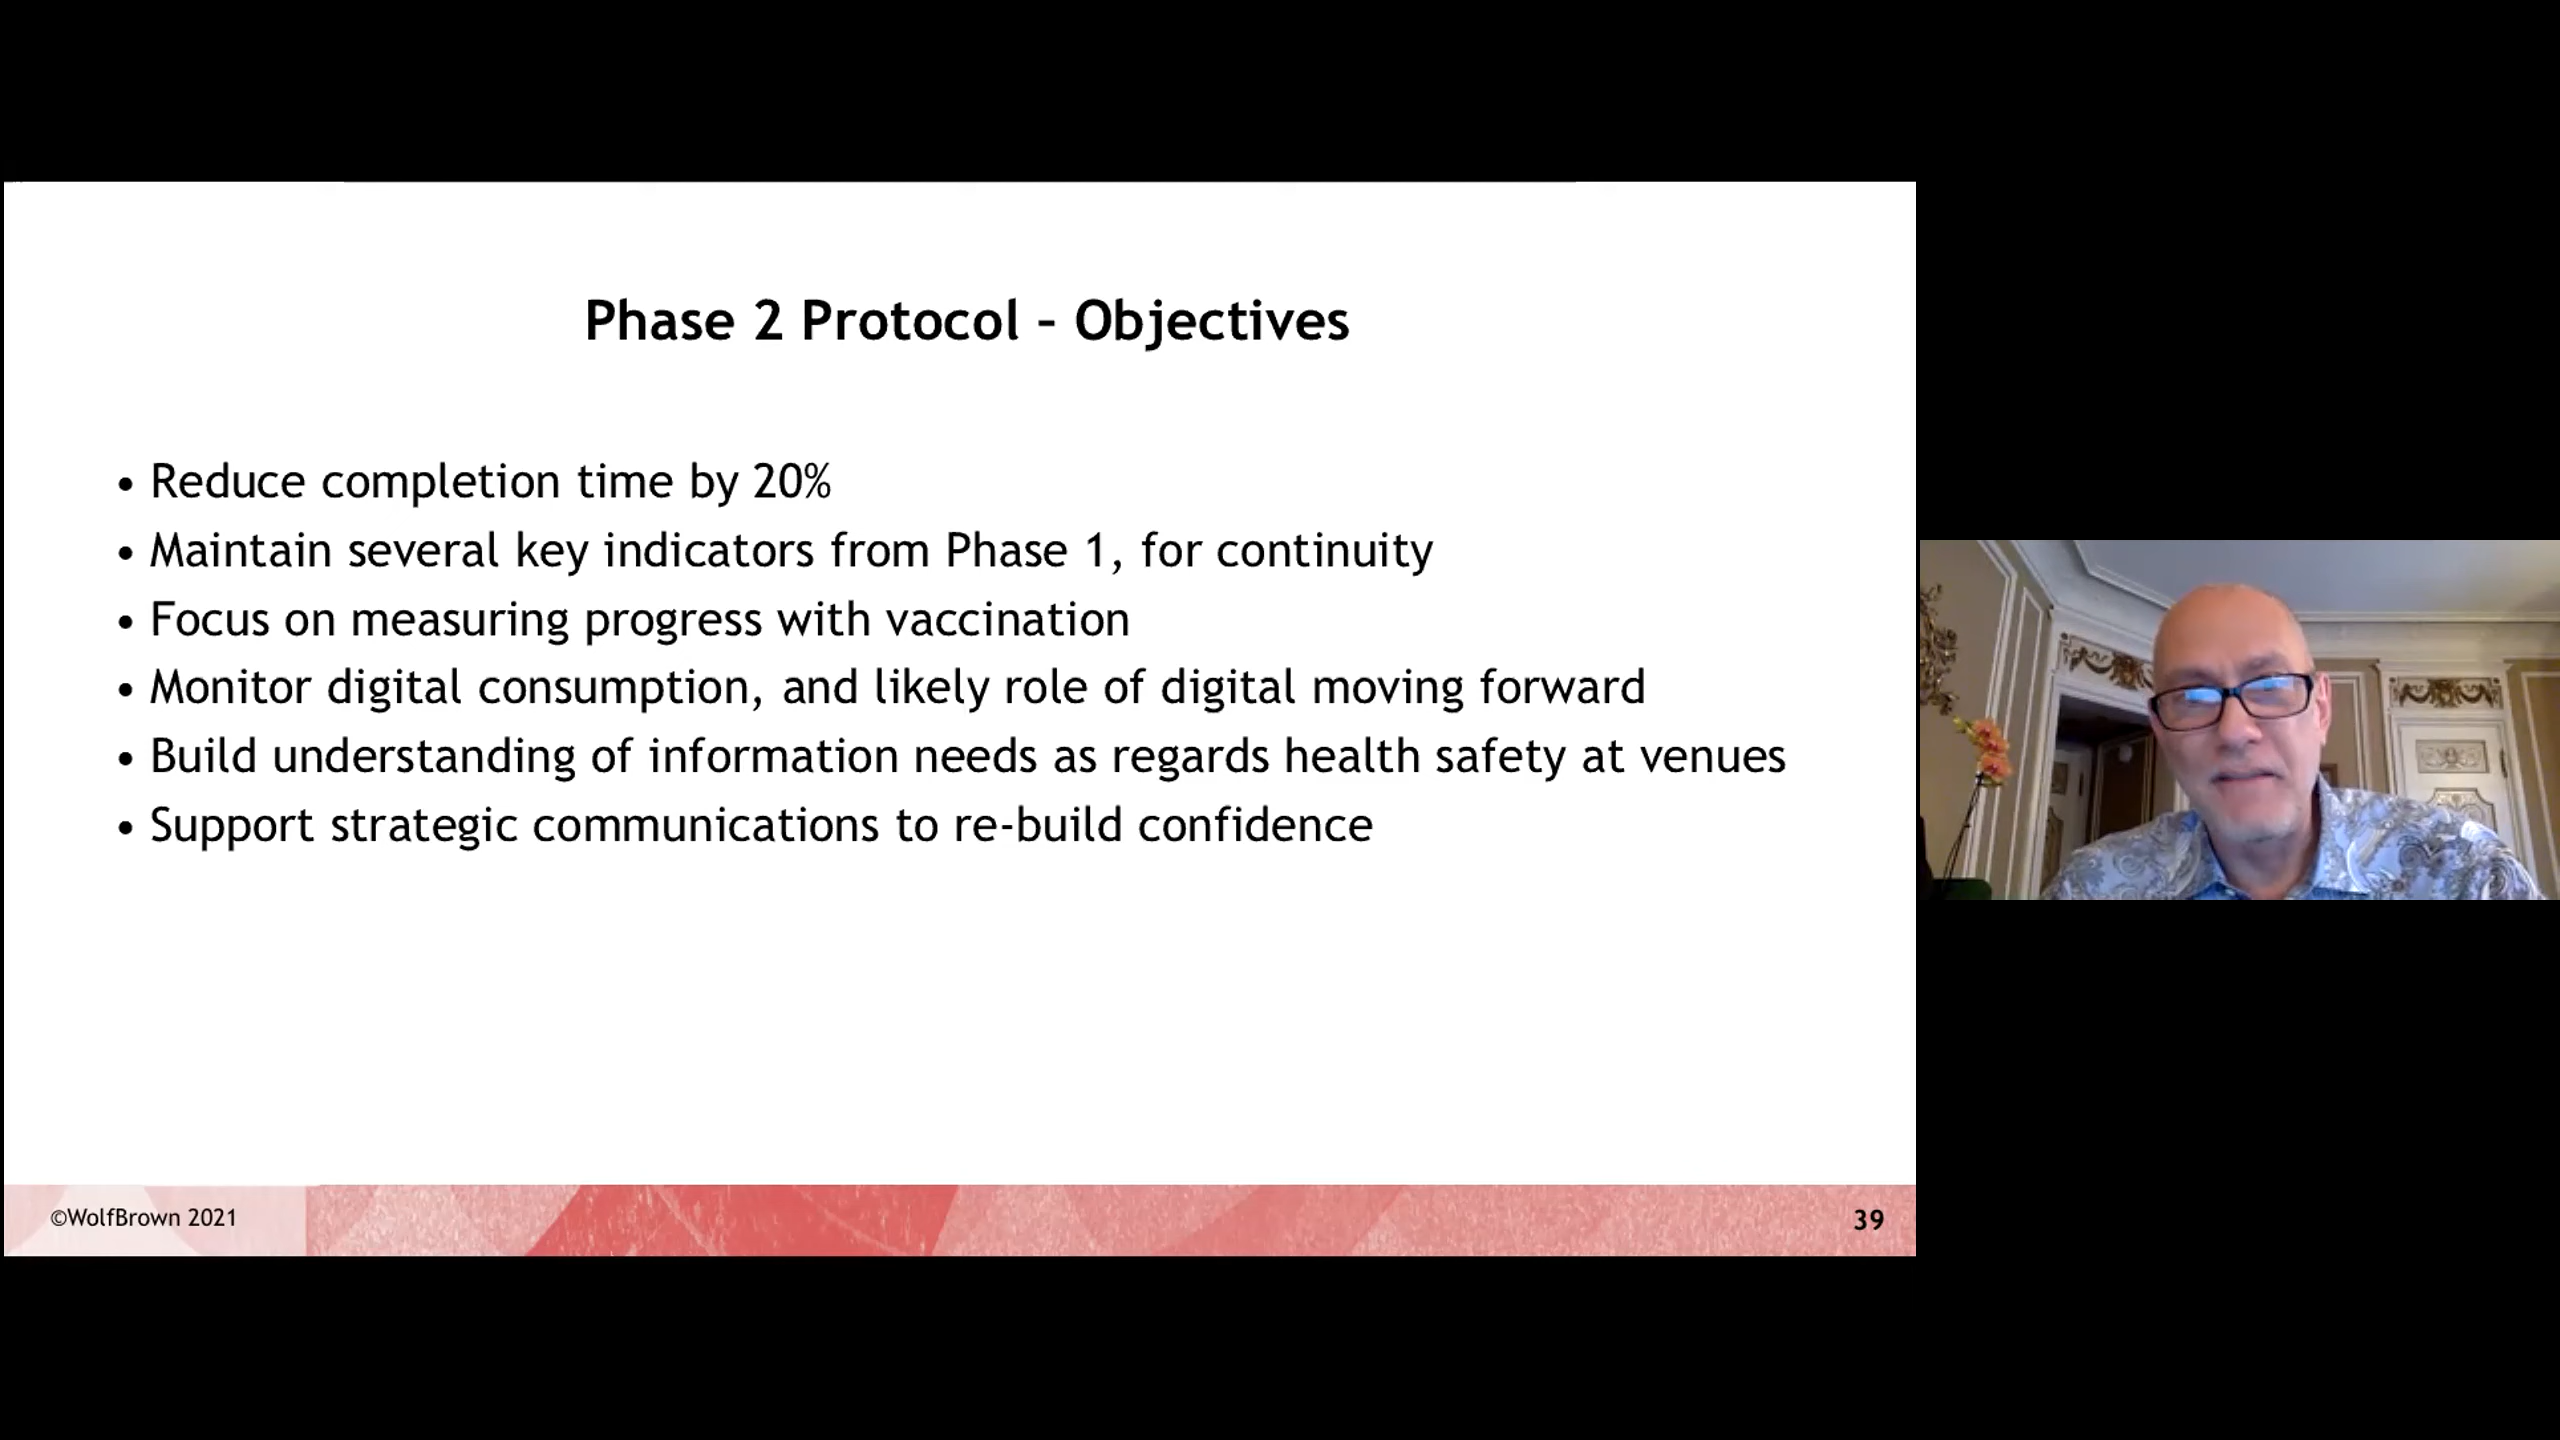 Phase 2 Protocol – Objectives
• Reduce completion time by 20%
• Maintain several key indicators from Phase 1, for continuity
• Focus on measuring progress with vaccination
• Monitor digital consumption, and likely role of digital moving forward
• Build understanding of information needs as regards health safety at venues
• Support strategic communications to re-build confidence
©WolfBrown 2021
39